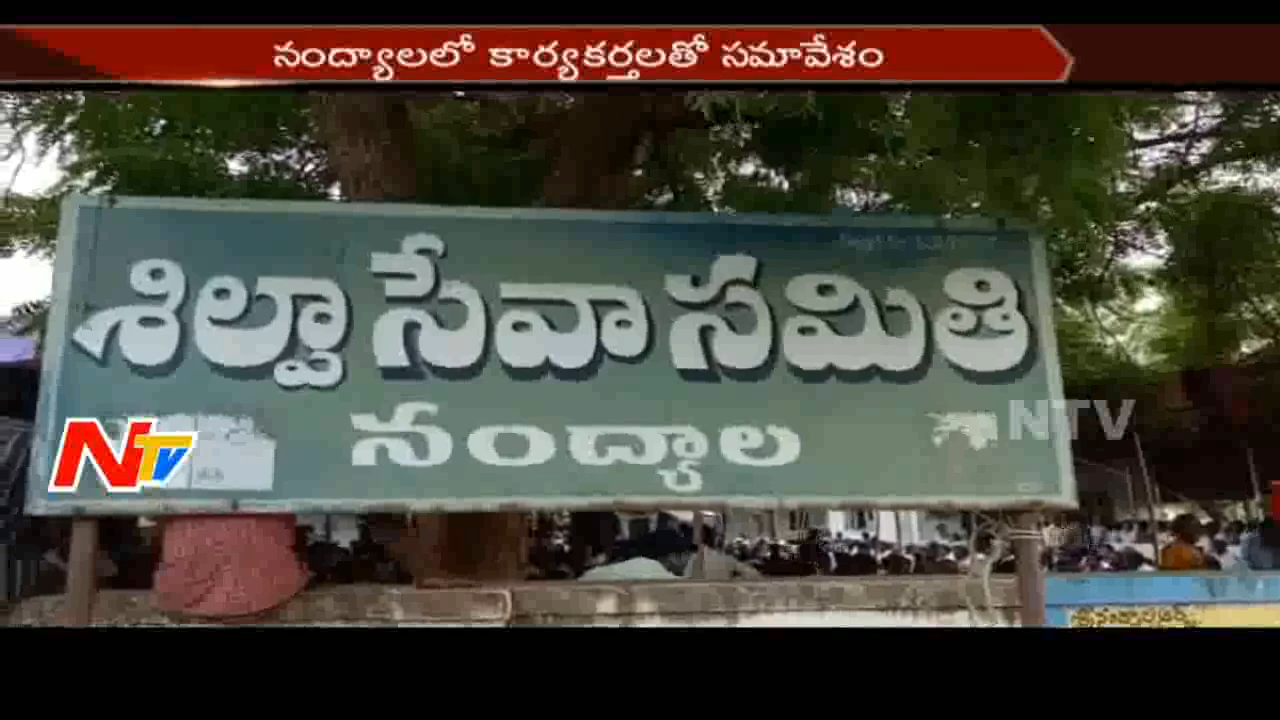 నంద్యాలలో కార్యకర్తలతో సమావేశం
శిల్పా సేవా సమితి
నంద్యాల
NTV
NTV